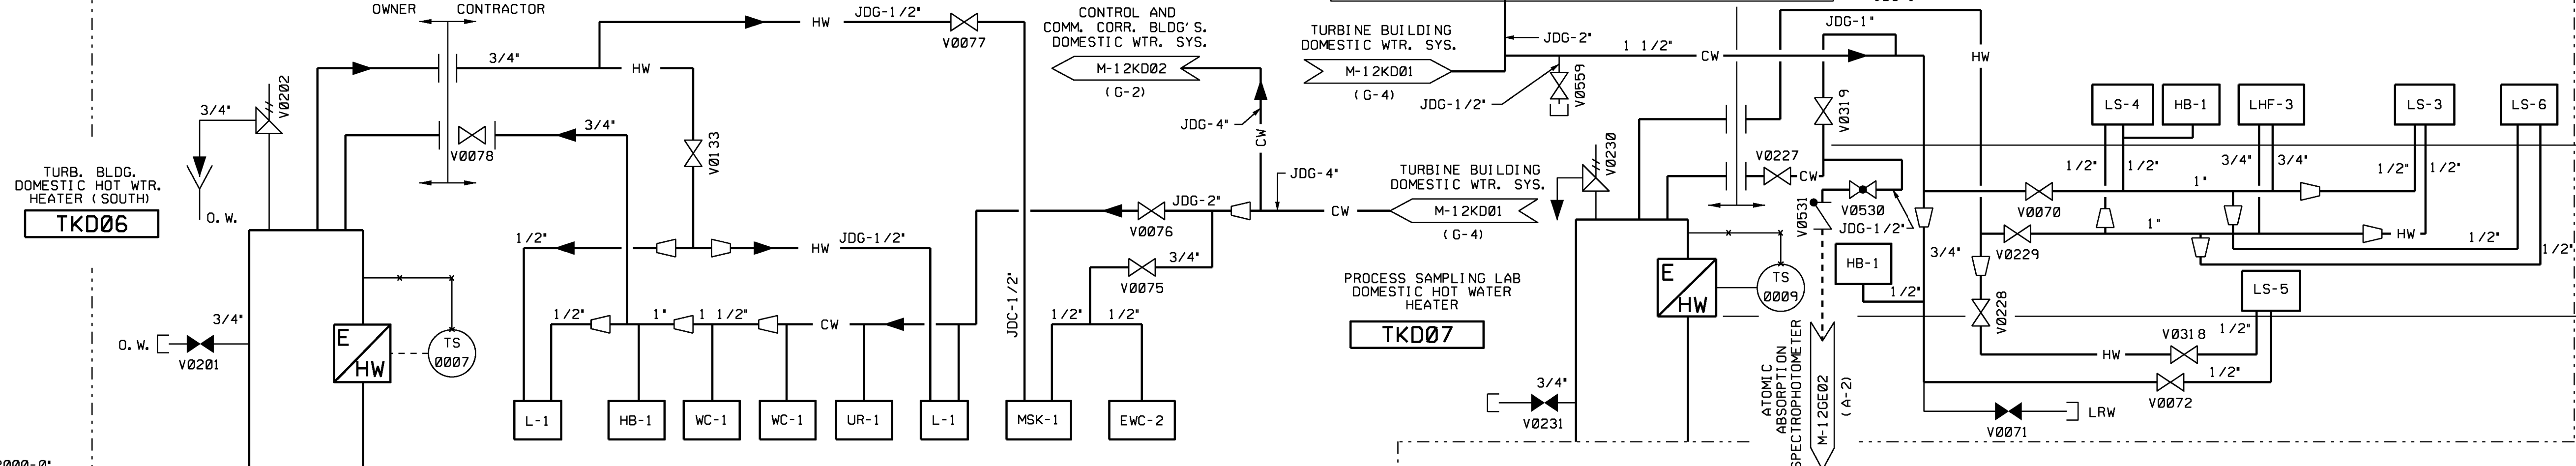 OWNER CONTRACTOR
3/4"
HW
HW
JDG-1/2"
V0077
V0202
3/4"
O.W.
3/4"
V0078
V0133
TURB. BLDG.
DOMESTIC HOT WTR.
HEATER (SOUTH)
TKD06
1/2"
HW
JDG-1/2"
3/4"
O.W.
V0201
E
HW
TS
0007
1/2"
1"
1 1/2"
CW
L-1
HB-1
WC-1
WC-1
UR-1
L-1
MSK-1
EWC-2
JDC-1/2"
1/2"
1/2"
CONTROL AND
COMM. CORR. BLDG'S.
DOMESTIC WTR. SYS.
M-12KD02
(G-2)
JDG-4"
CW
JDG-4"
JDG-2"
V0076
3/4"
V0075
CW
TURBINE BUILDING
DOMESTIC WTR. SYS.
M-12KD01
(G-4)
TURBINE BUILDING
DOMESTIC WTR. SYS.
M-12KD01
(G-4)
JDG-2"
1 1/2"
CW
JDG-1/2"
V0559
V0230
PROCESS SAMPLING LAB
DOMESTIC HOT WATER
HEATER
TKD07
3/4"
V0231
E
HW
TS
0009
JDG-1"
V0319
V0227
CW
V0531
V0530
JDG-1/2"
HB-1
1/2"
ATOMIC
ABSORPTION
SPECTROPHOTOMETER
M-12GE02
(A-2)
HW
3/4"
V0228
V0070
V0229
LS-4
HB-1
LHF-3
LS-3
LS-6
1/2"
1/2"
3/4"
3/4"
1/2"
1/2"
1"
1"
HW
1/2"
1/2"
LS-5
1/2"
HW
V0318
1/2"
V0072
V0071
LRW